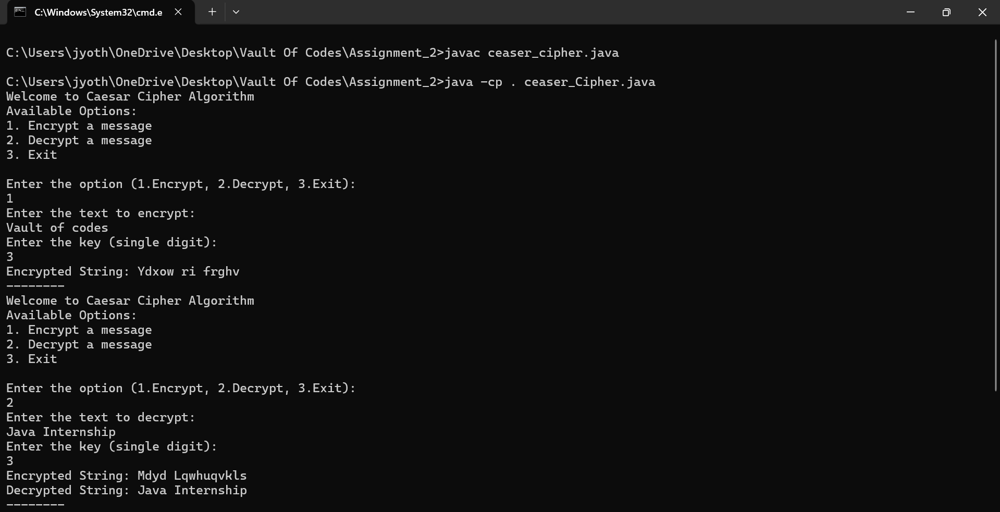 C:\Windows\System32\cmd.e
C:\Users\jyoth\OneDrive\Desktop\Vault Of Codes\Assignment_2>javac ceaser_cipher.java
C:\Users\jyoth\OneDrive\Desktop\Vault Of Codes\Assignment_2>java -cp . ceaser_Cipher.java
Welcome to Caesar Cipher Algorithm
Available Options:
1. Encrypt a message
2. Decrypt a message
3. Exit
Enter the option (1.Encrypt, 2.Decrypt, 3.Exit):
1
Enter the text to encrypt:
Vault of codes
Enter the key (single digit):
3
Encrypted String: Ydxow ri frghv
--------
Welcome to Caesar Cipher Algorithm
Available Options:
1. Encrypt a message
2. Decrypt a message
3. Exit
Enter the option (1.Encrypt, 2.Decrypt, 3.Exit):
2
Enter the text to decrypt:
Java Internship
Enter the key (single digit):
3
Encrypted String: Mdyd Lqwhuqvkls
Decrypted String: Java Internship
--------